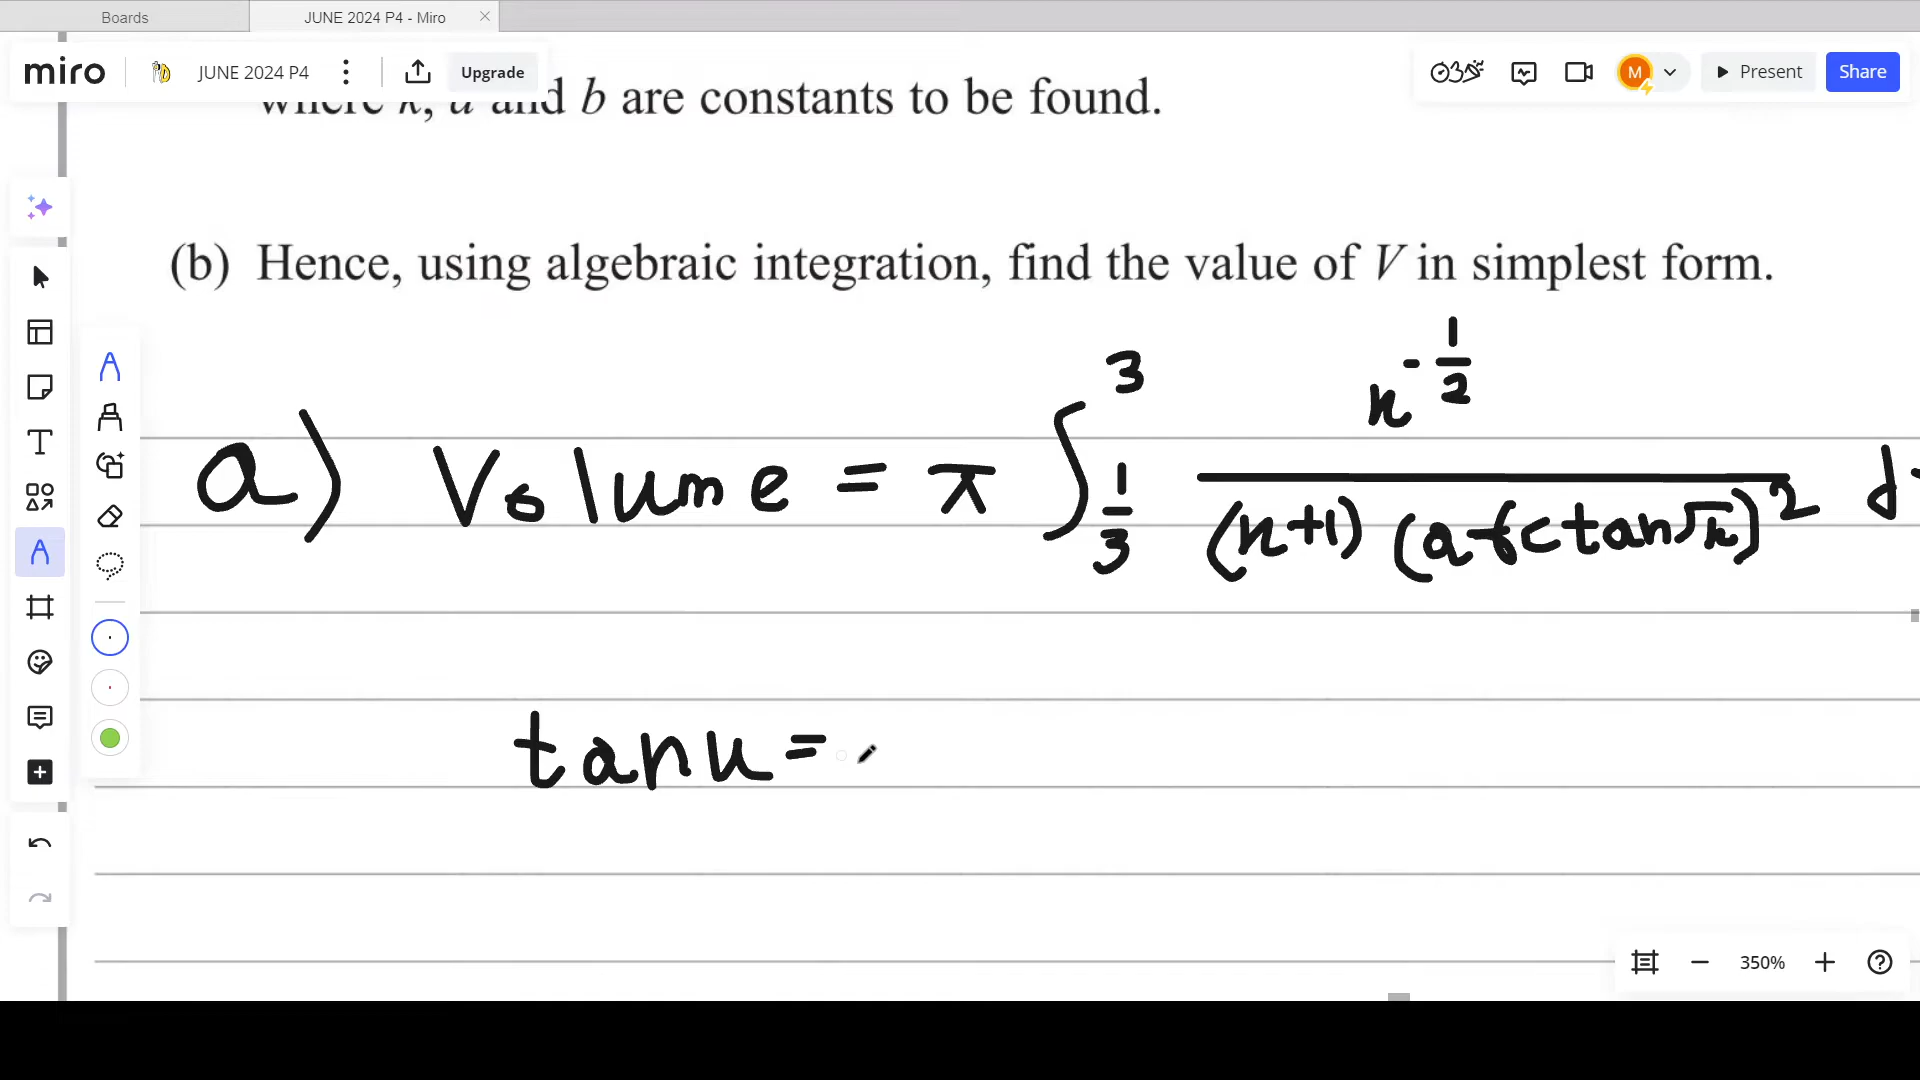 Boards
JUNE 2024 P4 - Miro
miro
JUNE 2024 P4
Upgrade
M
Present
Share
where k, a and b are constants to be found.
(b) Hence, using algebraic integration, find the value of V in simplest form.
a) Volume = π ∫_{1/3}^{3} x^{-1/2} / (x+1)(arctan√x)² d
tan u =
350%